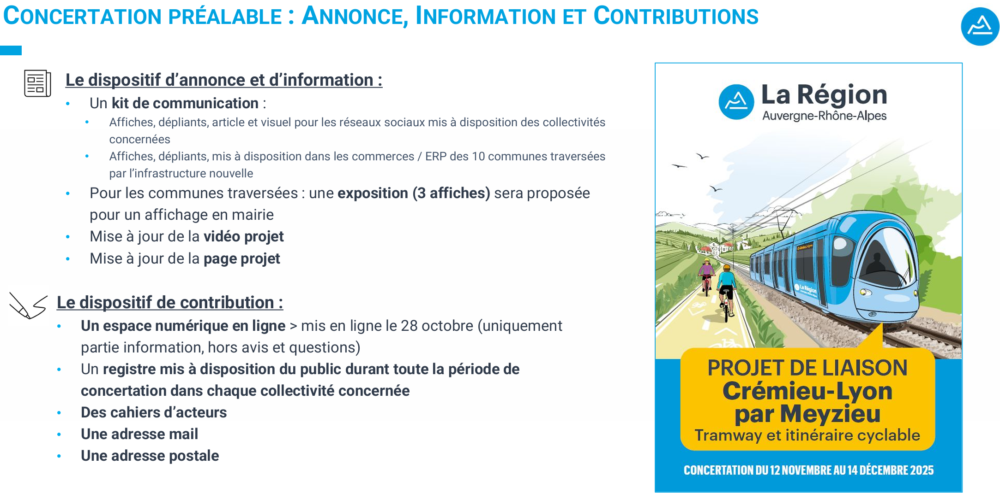 CONCERTATION PRÉALABLE : ANNONCE, INFORMATION ET CONTRIBUTIONS
Le dispositif d’annonce et d’information :
• Un kit de communication :
• Affiches, dépliants, article et visuel pour les réseaux sociaux mis à disposition des collectivités
concernées
• Affiches, dépliants, mis à disposition dans les commerces / ERP des 10 communes traversées
par l’infrastructure nouvelle
• Pour les communes traversées : une exposition (3 affiches) sera proposée
pour un affichage en mairie
• Mise à jour de la vidéo projet
• Mise à jour de la page projet
Le dispositif de contribution :
• Un espace numérique en ligne > mis en ligne le 28 octobre (uniquement
partie information, hors avis et questions)
• Un registre mis à disposition du public durant toute la période de
concertation dans chaque collectivité concernée
• Des cahiers d’acteurs
• Une adresse mail
• Une adresse postale
La Région
Auvergne-Rhône-Alpes
Crémieu-Lyon
La Région
Auvergne-Rhône-Alpes
PROJET DE LIAISON
Crémieu-Lyon
par Meyzieu
Tramway et itinéraire cyclable
CONCERTATION DU 12 NOVEMBRE AU 14 DÉCEMBRE 2025